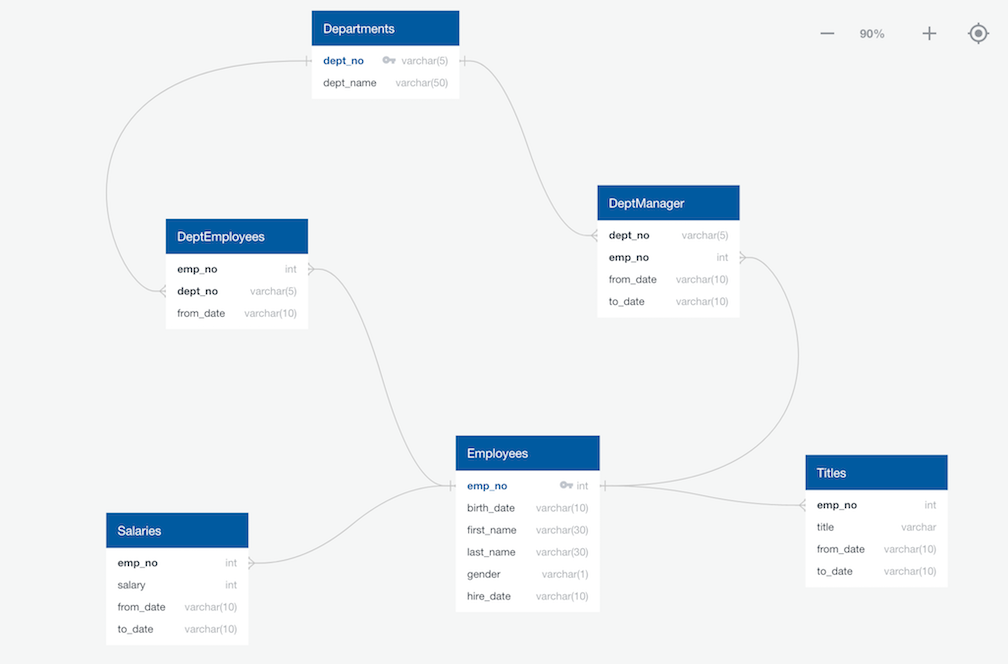 90%
Departments
dept_no varchar(5)
dept_name varchar(50)
DeptManager
dept_no varchar(5)
emp_no int
from_date varchar(10)
to_date varchar(10)
DeptEmployees
emp_no int
dept_no varchar(5)
from_date varchar(10)
Employees
emp_no int
birth_date varchar(10)
first_name varchar(30)
last_name varchar(30)
gender varchar(1)
hire_date varchar(10)
Titles
emp_no int
title varchar
from_date varchar(10)
to_date varchar(10)
Salaries
emp_no int
salary int
from_date varchar(10)
to_date varchar(10)